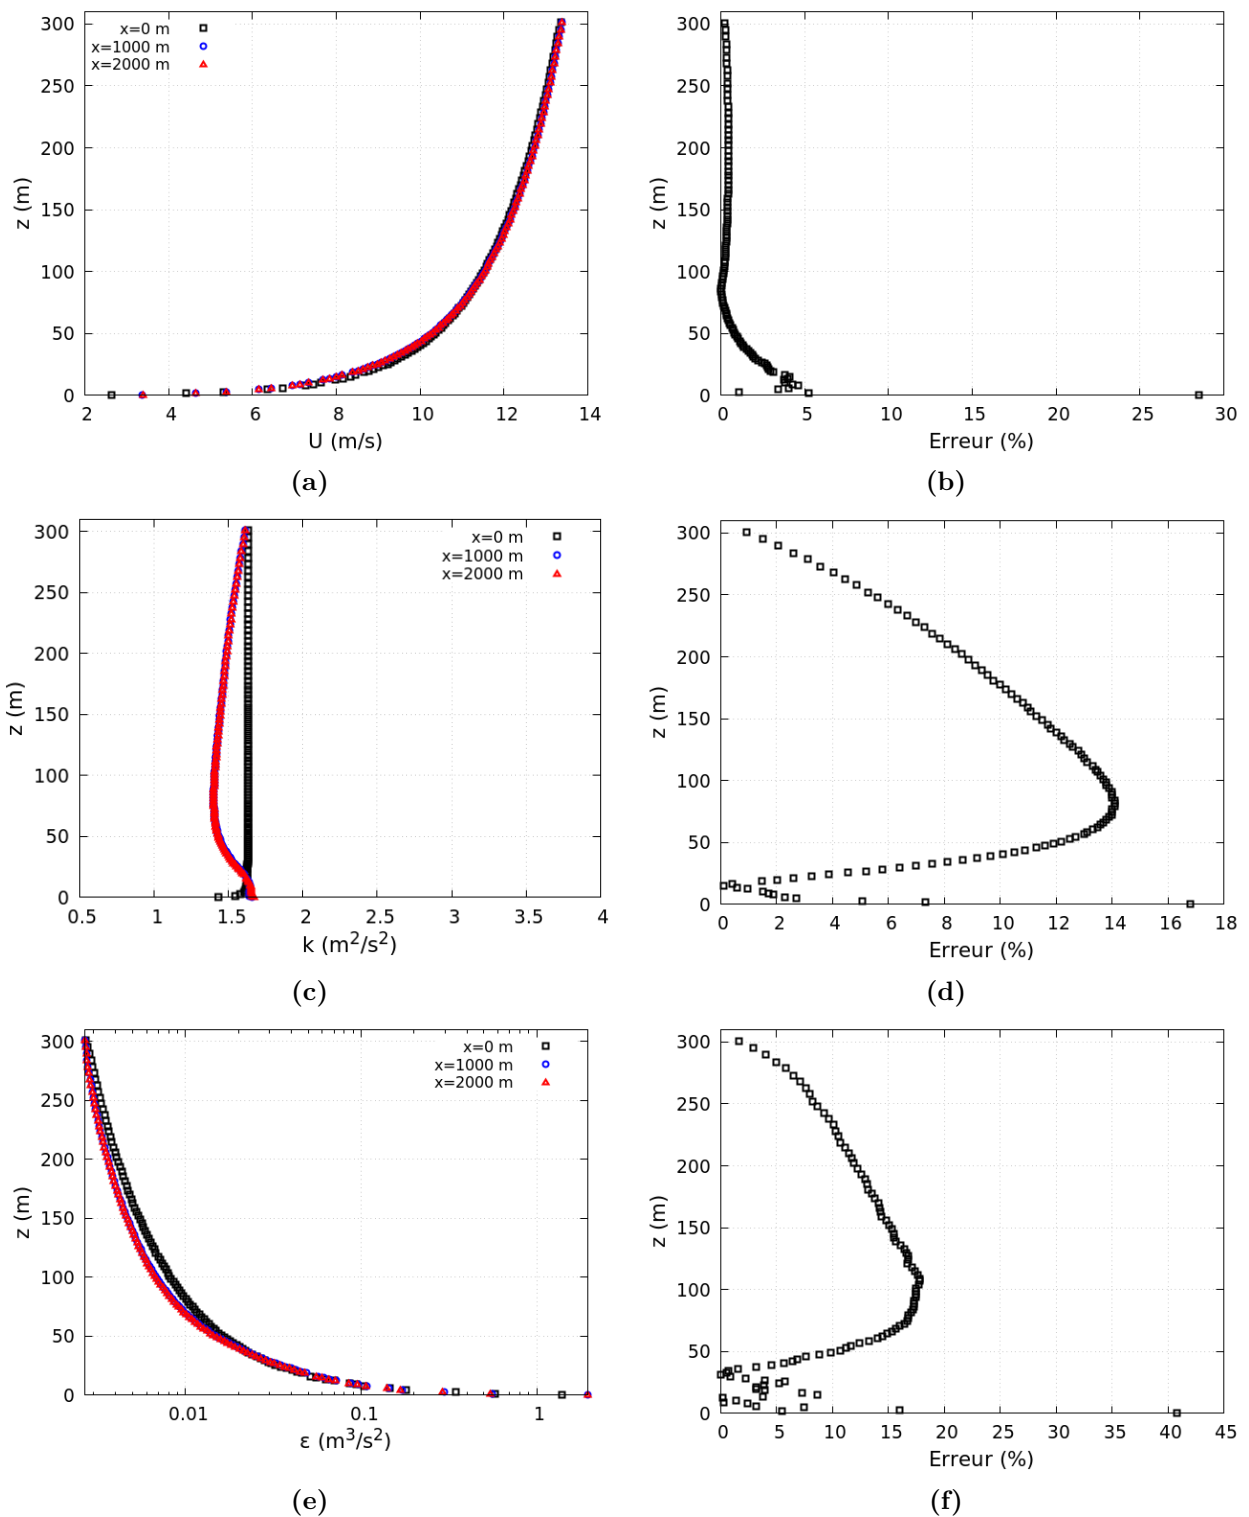 x=0 m
x=1000 m
x=2000 m
300
250
200
150
100
50
0
z (m)
2 4 6 8 10 12 14
U (m/s)
(a)
300
250
200
150
100
50
0
z (m)
0 5 10 15 20 25 30
Erreur (%)
(b)
x=0 m
x=1000 m
x=2000 m
300
250
200
150
100
50
0
z (m)
0.5 1 1.5 2 2.5 3 3.5 4
k (m²/s²)
(c)
300
250
200
150
100
50
0
z (m)
0 2 4 6 8 10 12 14 16 18
Erreur (%)
(d)
x=0 m
x=1000 m
x=2000 m
300
250
200
150
100
50
0
z (m)
0.01 0.1 1
ε (m³/s²)
(e)
300
250
200
150
100
50
0
z (m)
0 5 10 15 20 25 30 35 40 45
Erreur (%)
(f)